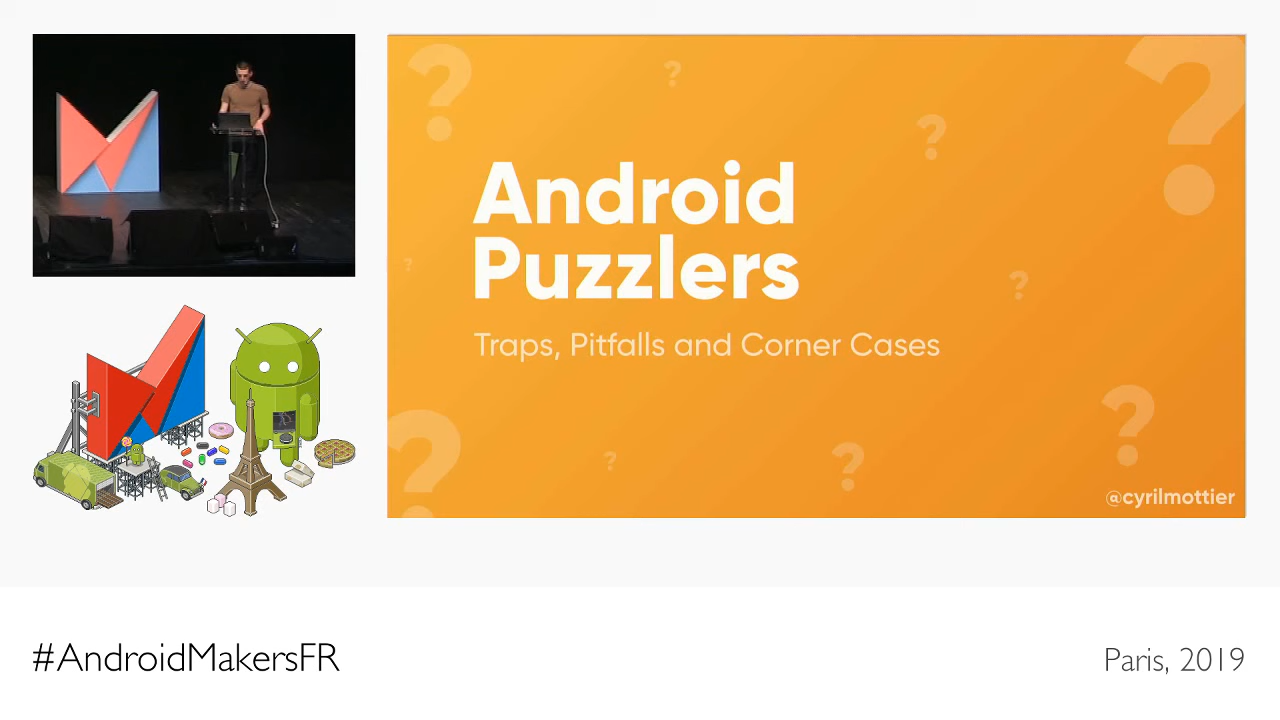 Android
Puzzlers
Traps, Pitfalls and Corner Cases
@cyrilmottier
#AndroidMakersFR
Paris, 2019